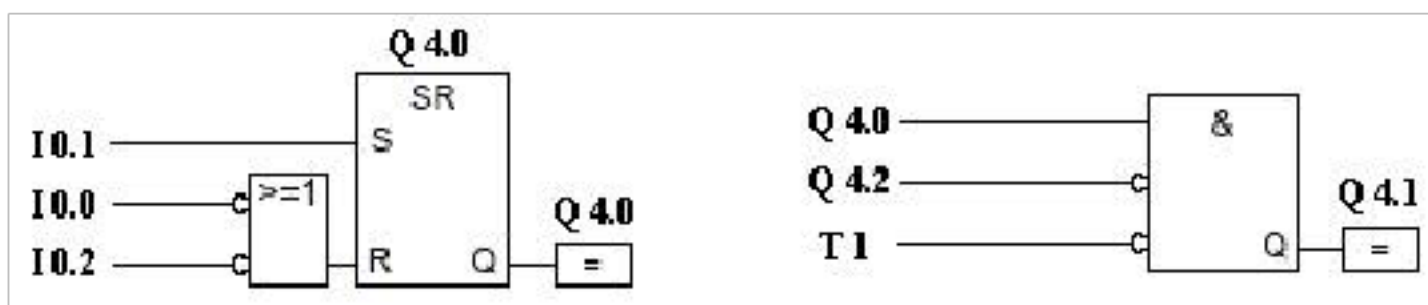 Q 4.0
SR
I 0.1
S
I 0.0
>=1
I 0.2
R
Q
Q 4.0
=
Q 4.0
&
Q 4.2
T 1
Q
Q 4.1
=